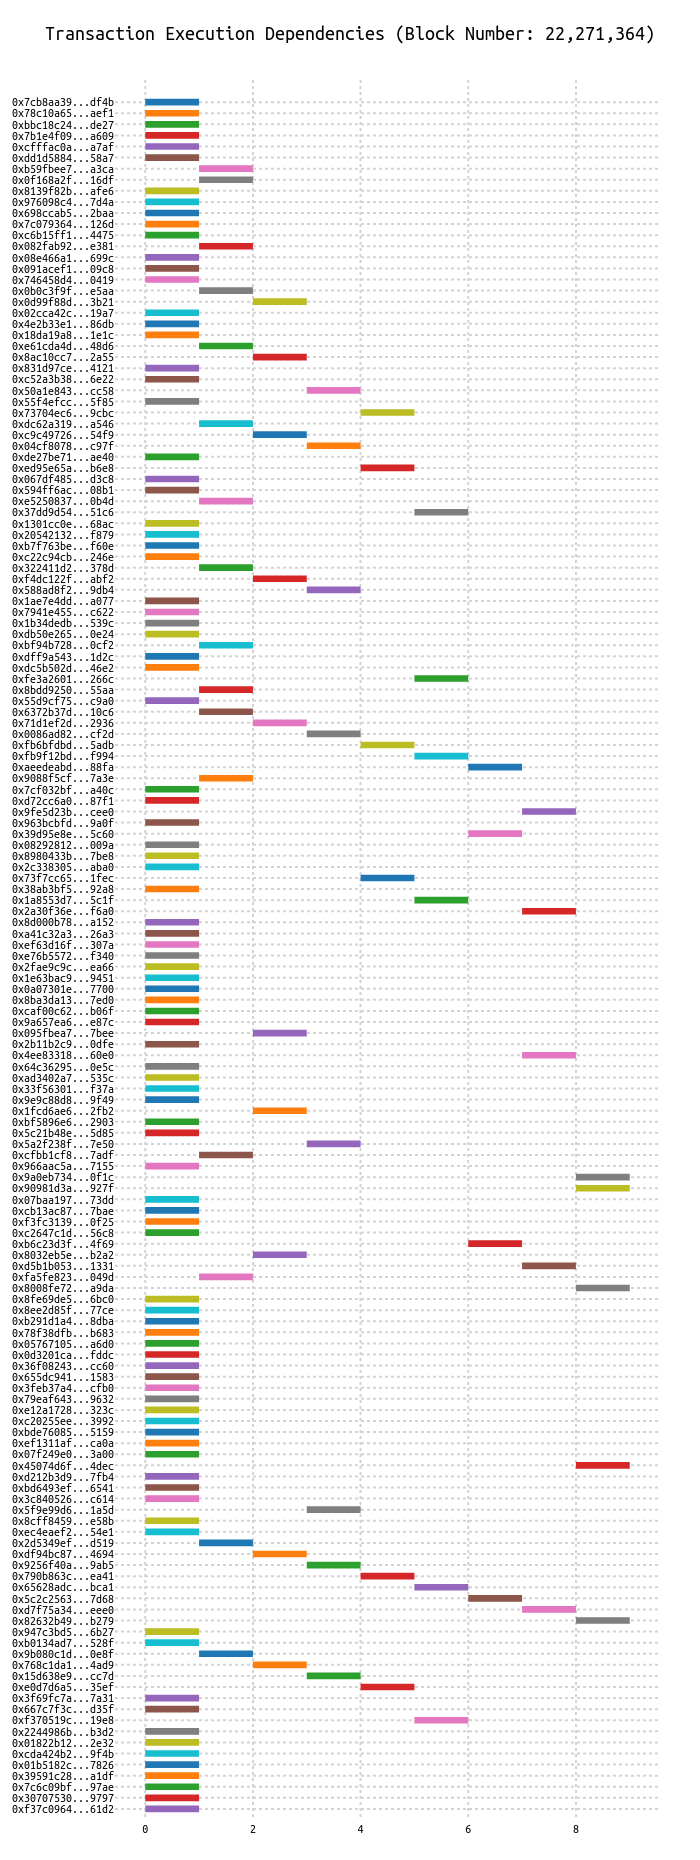 Transaction Execution Dependencies (Block Number: 22,271,364)
0x7cb8aa39...df4b
0x78c10a65...aef1
0xbbc18c24...de27
0x7b1e4f09...a609
0xcfffac0a...a7af
0xdd1d5884...58a7
0xb59fbee7...a3ca
0x0f168a2f...16df
0x8139f82b...afe6
0x976098c4...7d4a
0x698ccab5...2baa
0x7c079364...126d
0xc6b15ff1...4475
0x082fab92...e381
0x08e466a1...699c
0x091acef1...09c8
0x746458d4...0419
0x0b0c3f9f...e5aa
0x0d99f88d...3b21
0x02cca42c...19a7
0x4e2b33e1...86db
0x18da19a8...1e1c
0xe61cda4d...48d6
0x8ac10cc7...2a55
0x831d97ce...4121
0xc52a3b38...6e22
0x50a1e843...cc58
0x55f4efcc...5f85
0x73704ec6...9cbc
0xdc62a319...a546
0xc9c49726...54f9
0x04cf8078...c97f
0xde27be71...ae40
0xed95e65a...b6e8
0x067df485...d3c8
0x594ff6ac...08b1
0xe5250837...0b4d
0x37dd9d54...51c6
0x1301cc0e...68ac
0x20542132...f879
0xb7f763be...f60e
0xc22c94cb...246e
0x322411d2...378d
0xf4dc122f...abf2
0x588ad8f2...9db4
0x1ae7e4dd...a077
0x7941e455...c622
0x1b34dedb...539c
0xdb50e265...0e24
0xbf94b728...0cf2
0xdff9a543...1d2c
0xdc5b502d...46e2
0xfe3a2601...266c
0x8bdd9250...55aa
0x55d9cf75...c9a0
0x6372b37d...10c6
0x71d1ef2d...2936
0x0086ad82...cf2d
0xfb6bfdbd...5adb
0xfb9f12bd...f994
0xaeedeabd...88fa
0x9088f5cf...7a3e
0x7cf032bf...a40c
0xd72cc6a0...87f1
0x9fe5d23b...cee0
0x963bcbfd...9a0f
0x39d95e8e...5c60
0x08292812...009a
0x8980433b...7be8
0x2c338305...aba0
0x73f7cc65...1fec
0x38ab3bf5...92a8
0x1a8553d7...5c1f
0x2a30f36e...f6a0
0x8d000b78...a152
0xa41c32a3...26a3
0xef63d16f...307a
0xe76b5572...f340
0x2fae9c9c...ea66
0x1e63bac9...9451
0x0a07301e...7700
0x8ba3da13...7ed0
0xcaf00c62...b06f
0x9a657ea6...e87c
0x095fbea7...7bee
0x2b11b2c9...0dfe
0x4ee83318...60e0
0x64c36295...0e5c
0xad3402a7...535c
0x33f56301...f37a
0x9e9c88d8...9f49
0x1fcd6ae6...2fb2
0xbf5896e6...2903
0x5c21b48e...5d85
0x5a2f238f...7e50
0xcfbb1cf8...7adf
0x966aac5a...7155
0x9a0eb734...0f1c
0x90981d3a...927f
0x07baa197...73dd
0xcb13ac87...7bae
0xf3fc3139...0f25
0xc2647c1d...56c8
0xb6c23d3f...4f69
0x8032eb5e...b2a2
0xd5b1b053...1331
0xfa5fe823...049d
0x8008fe72...a9da
0x8fe69de5...6bc0
0x8ee2d85f...77ce
0xb291d1a4...8dba
0x78f38dfb...b683
0x05767105...a6d0
0x0d3201ca...fddc
0x36f08243...cc60
0x655dc941...1583
0x3feb37a4...cfb0
0x79eaf643...9632
0xe12a1728...323c
0xc20255ee...3992
0xbde76085...5159
0xef1311af...ca0a
0x07f249e0...3a00
0x45074d6f...4dec
0xd212b3d9...7fb4
0xbd6493ef...6541
0x3c840526...c614
0x5f9e99d6...1a5d
0x8cff8459...e58b
0xec4eaef2...54e1
0x2d5349ef...d519
0xdf94bc87...4694
0x9256f40a...9ab5
0x790b863c...ea41
0x65628adc...bca1
0x5c2c2563...7d68
0xd7f75a34...eee0
0x82632b49...b279
0x947c3bd5...6b27
0xb0134ad7...528f
0x9b080c1d...0e8f
0x768c1da1...4ad9
0x15d638e9...cc7d
0xe0d7d6a5...35ef
0x3f69fc7a...7a31
0x667c7f3c...d35f
0xf370519c...19e8
0x2244986b...b3d2
0x01822b12...2e32
0xcda424b2...9f4b
0x01b5182c...7826
0x39591c28...a1df
0x7c6c09bf...97ae
0x30707530...9797
0xf37c0964...61d2
0 2 4 6 8